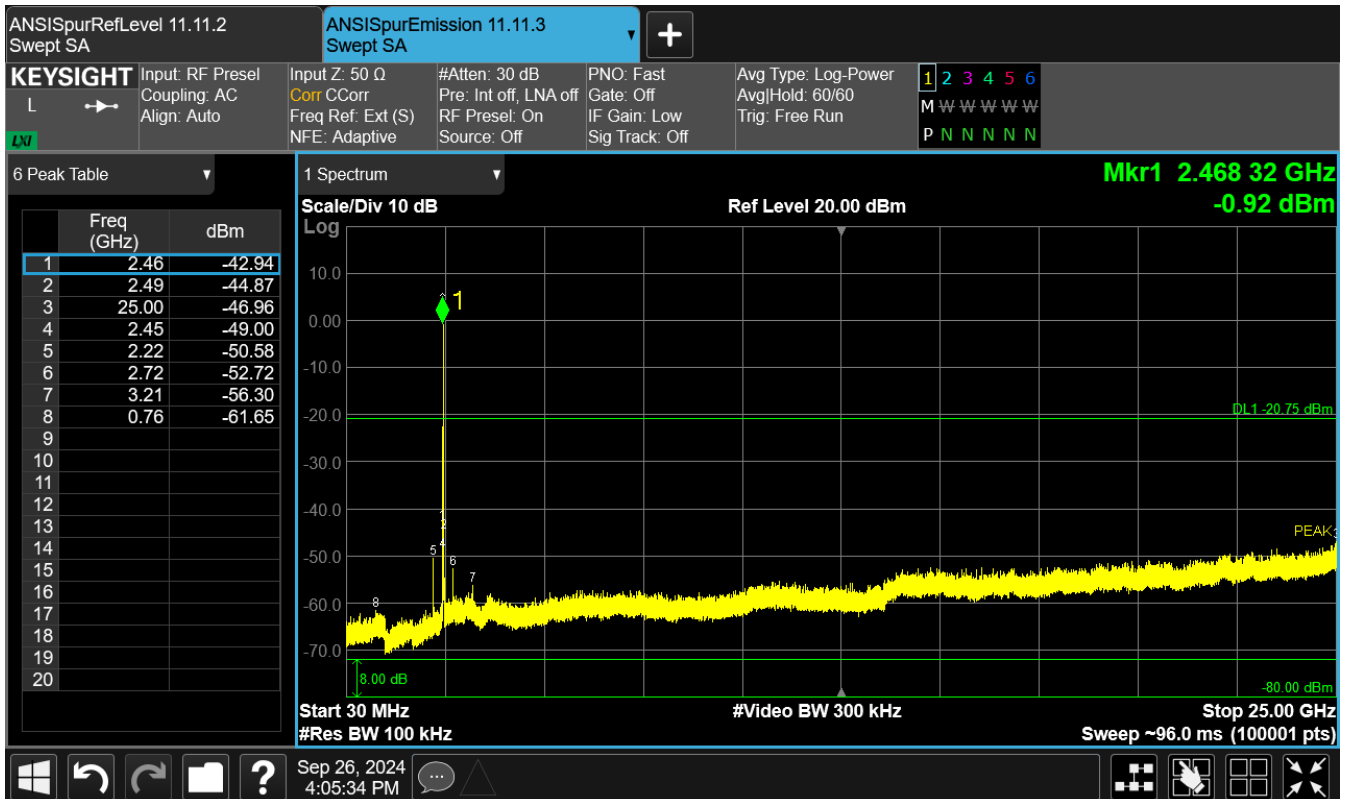 ANSISpurRefLevel 11.11.2
Swept SA
ANSISpurEmission 11.11.3
Swept SA
KEYSIGHT
L
LXI
Input: RF Presel
Coupling: AC
Align: Auto
Input Z: 50 Ω
Corr CCorr
Freq Ref: Ext (S)
NFE: Adaptive
#Atten: 30 dB
Pre: Int off, LNA off
RF Presel: On
Source: Off
PNO: Fast
Gate: Off
IF Gain: Low
Sig Track: Off
Avg Type: Log-Power
Avg|Hold: 60/60
Trig: Free Run
1 2 3 4 5 6
M W W W W W
P N N N N N
6 Peak Table
Freq (GHz) dBm
1 2.46 -42.94
2 2.49 -44.87
3 25.00 -46.96
4 2.45 -49.00
5 2.22 -50.58
6 2.72 -52.72
7 3.21 -56.30
8 0.76 -61.65
9
10
11
12
13
14
15
16
17
18
19
20
1 Spectrum
Mkr1 2.468 32 GHz
Scale/Div 10 dB
Ref Level 20.00 dBm
-0.92 dBm
Log
10.0
1
0.00
-10.0
DL1 -20.75 dBm
-20.0
-30.0
-40.0
PEAK
3
5
-50.0
6
7
8
-60.0
-70.0
8.00 dB
-80.00 dBm
Start 30 MHz
#Video BW 300 kHz
Stop 25.00 GHz
#Res BW 100 kHz
Sweep ~96.0 ms (100001 pts)
?
Sep 26, 2024
4:05:34 PM